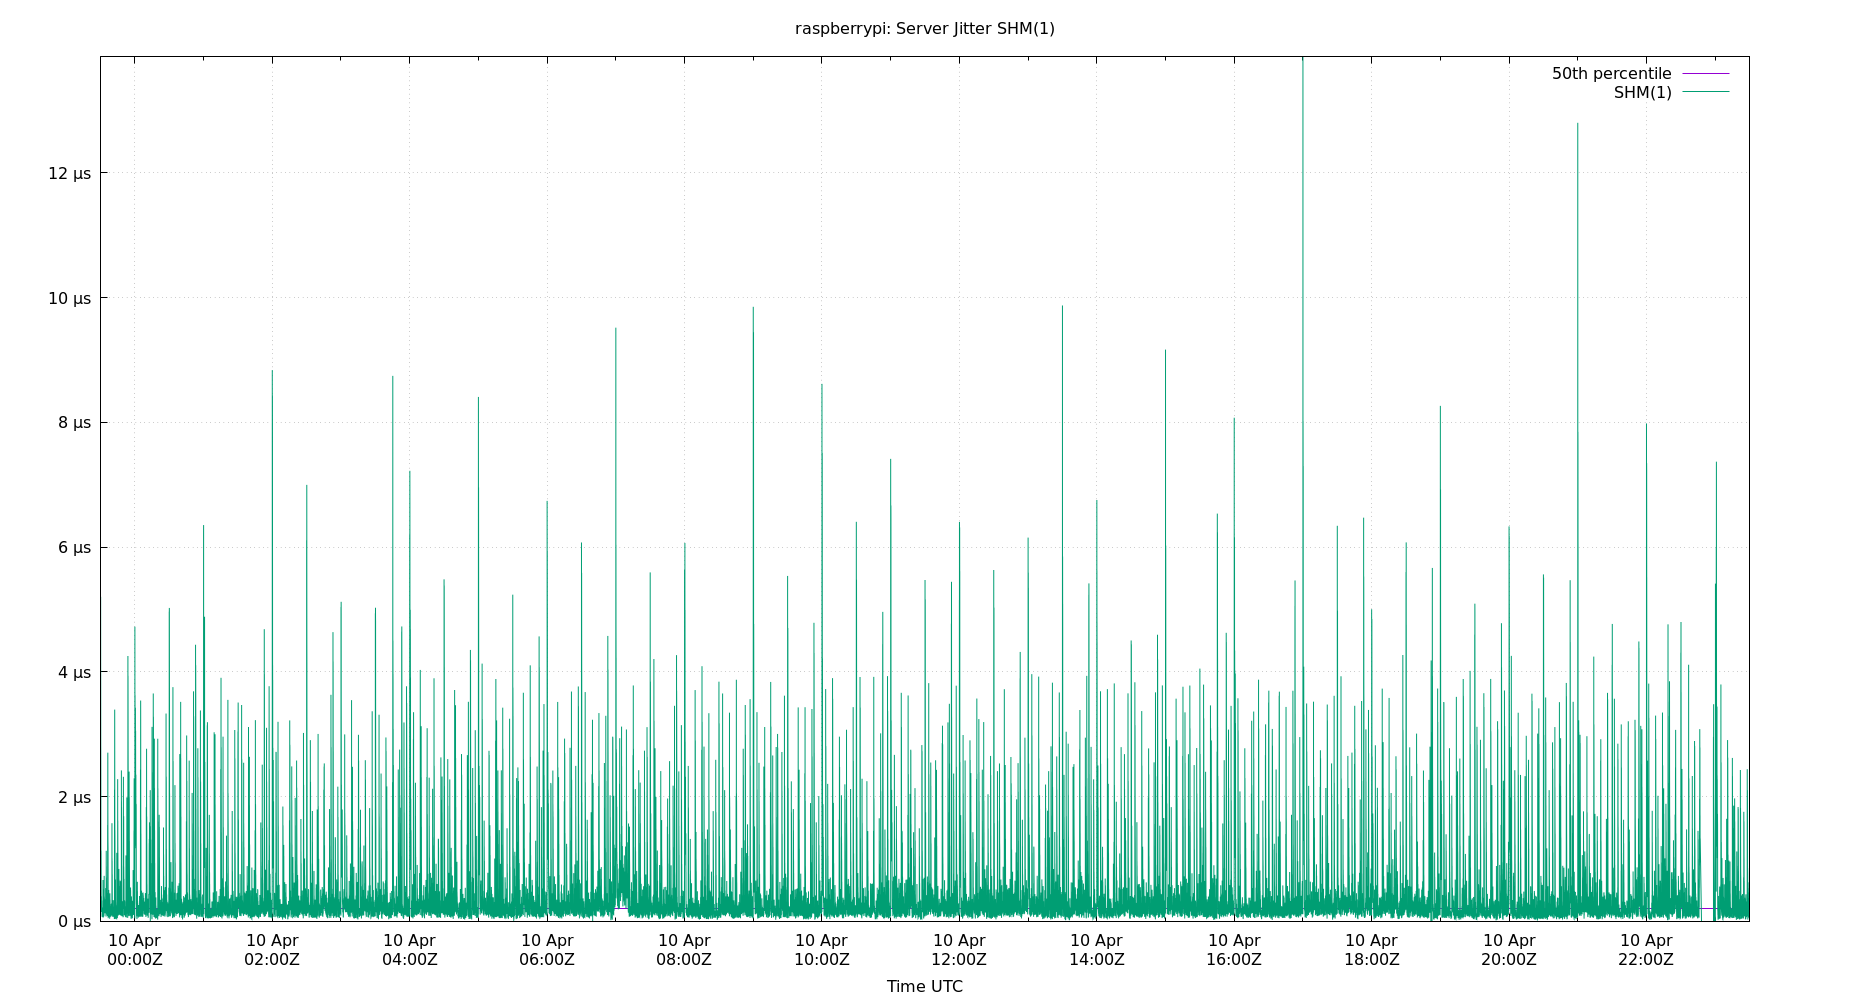 raspberrypi: Server Jitter SHM(1)
50th percentile
SHM(1)
12 µs
10 µs
8 µs
6 µs
4 µs
2 µs
0 µs
10 Apr 10 Apr 10 Apr 10 Apr 10 Apr 10 Apr 10 Apr 10 Apr 10 Apr 10 Apr 10 Apr 10 Apr
00:00Z 02:00Z 04:00Z 06:00Z 08:00Z 10:00Z 12:00Z 14:00Z 16:00Z 18:00Z 20:00Z 22:00Z
Time UTC